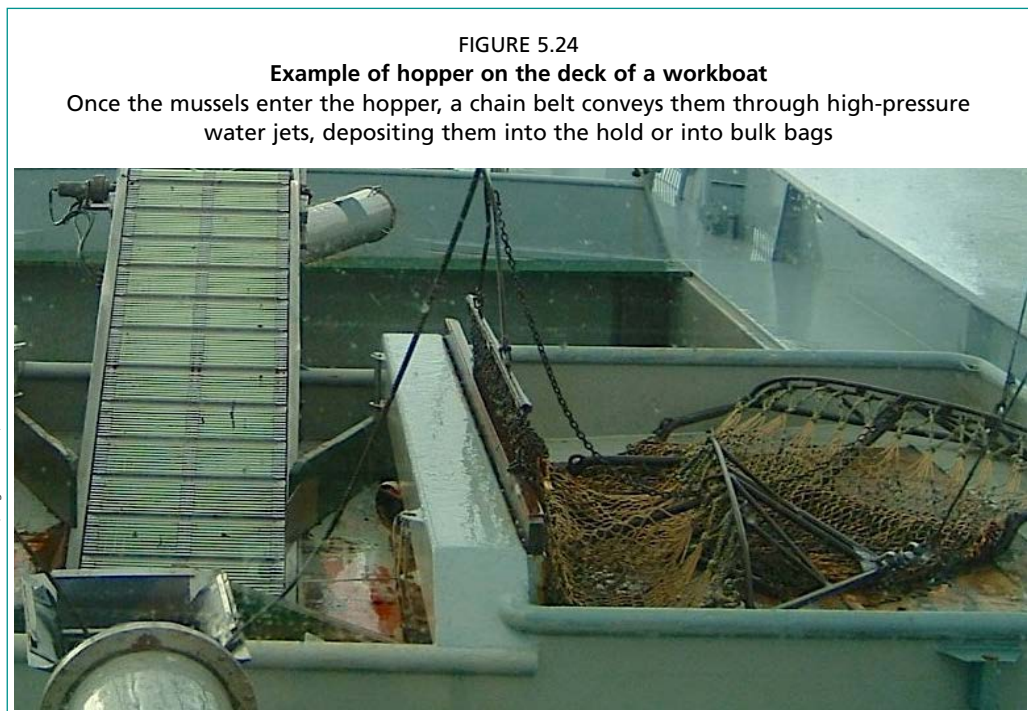 FIGURE 5.24
Example of hopper on the deck of a workboat
Once the mussels enter the hopper, a chain belt conveys them through high-pressure
water jets, depositing them into the hold or into bulk bags